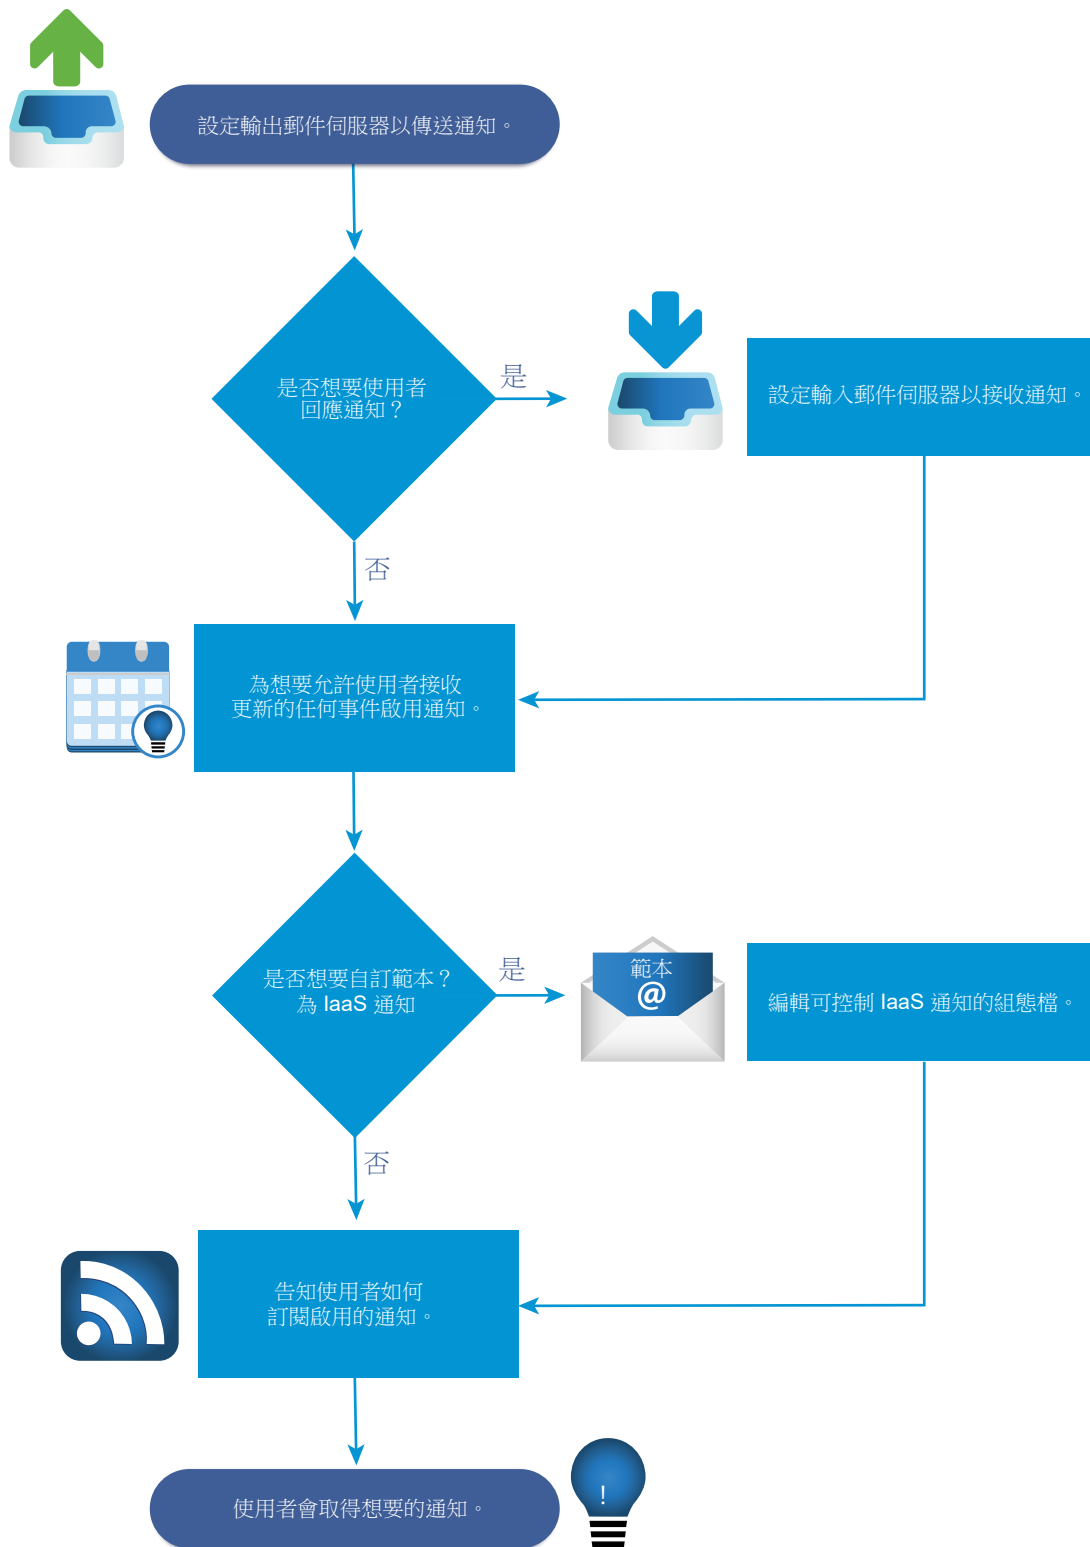 設定輸出郵件伺服器以傳送通知。
是否想要使用者
回應通知？
是
設定輸入郵件伺服器以接收通知。
否
為想要允許使用者接收
更新的任何事件啟用通知。
是否想要自訂範本？
為 IaaS 通知
是
範本
@
編輯可控制 IaaS 通知的組態檔。
否
告知使用者如何
訂閱啟用的通知。
使用者會取得想要的通知。
!